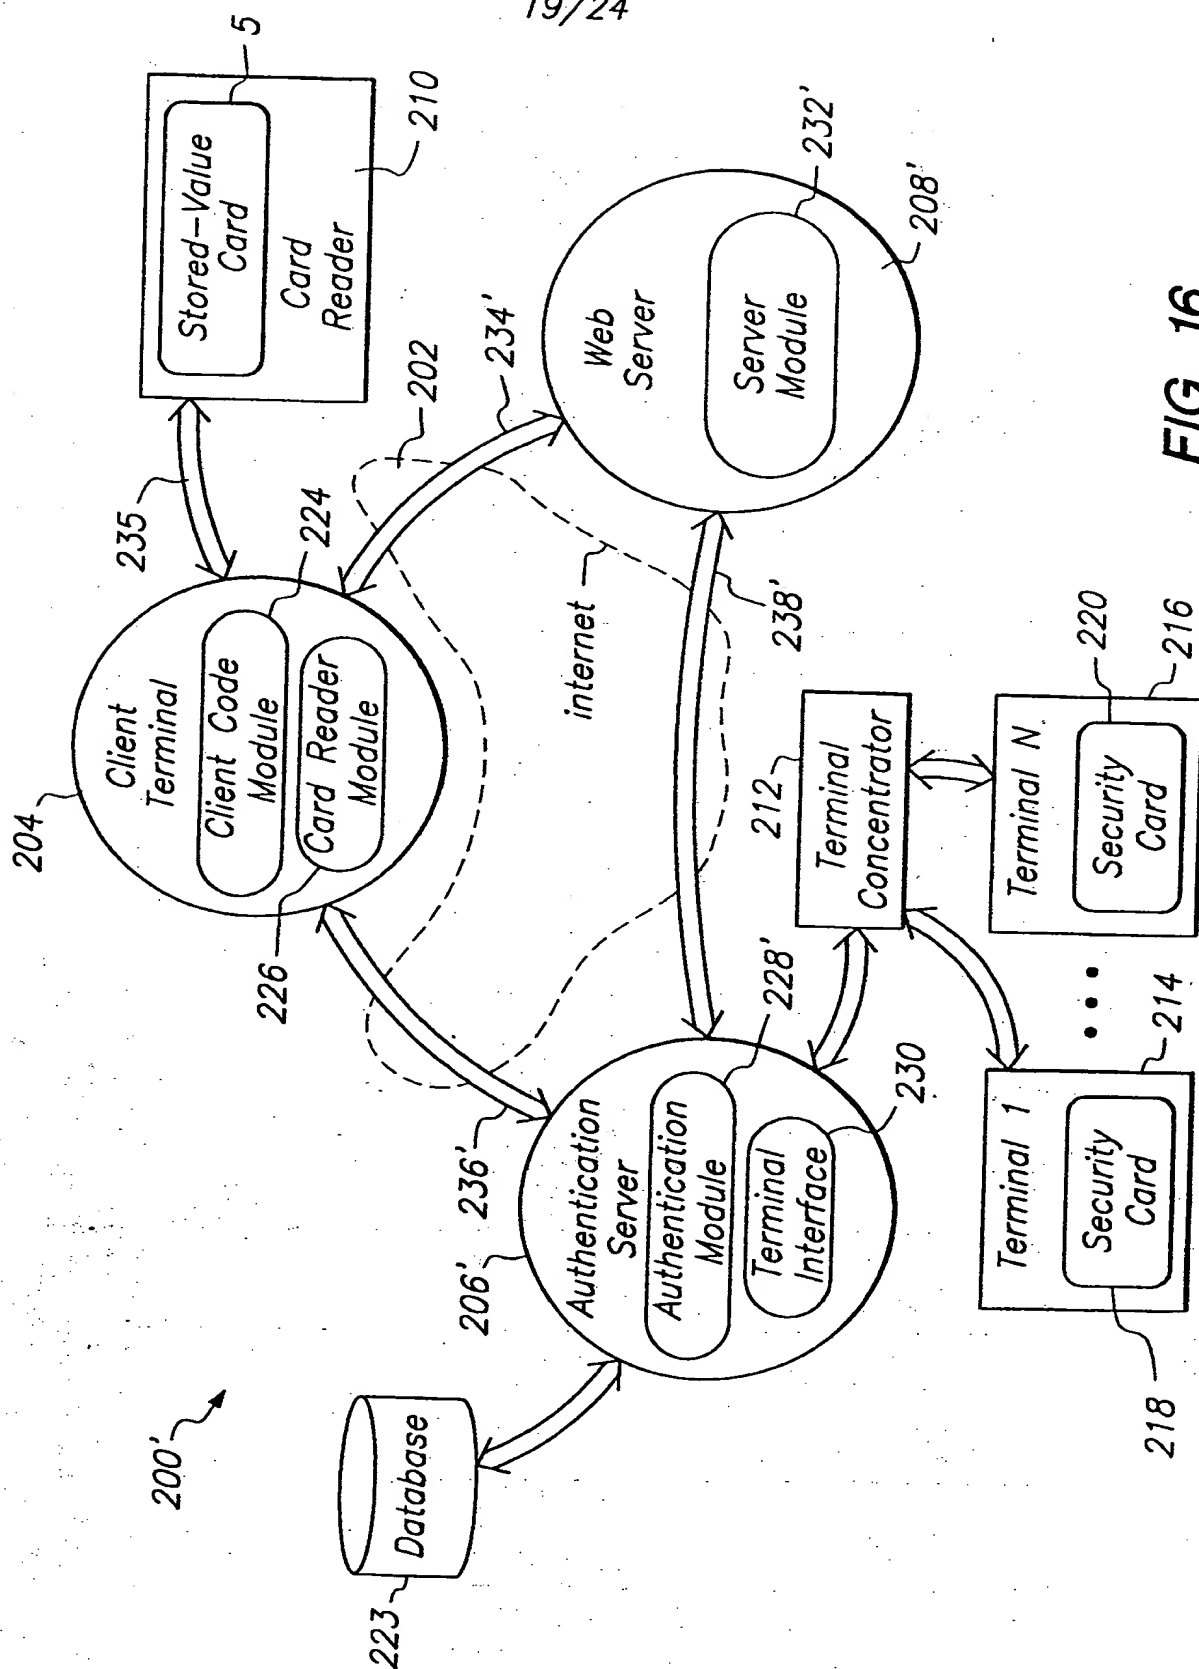 19/24
200'
204
Client
Terminal
Client Code
Module
224
Card Reader
Module
226
235
Stored-Value
Card
5
Card
Reader
210
202
234'
internet
Web
Server
Server
Module
232'
208'
238'
236'
206'
Authentication
Server
Authentication
Module
228'
Terminal
Interface
230
Database
223
212
Terminal
Concentrator
Terminal 1
Security
Card
214
218
Terminal N
Security
Card
220
216
FIG. 16